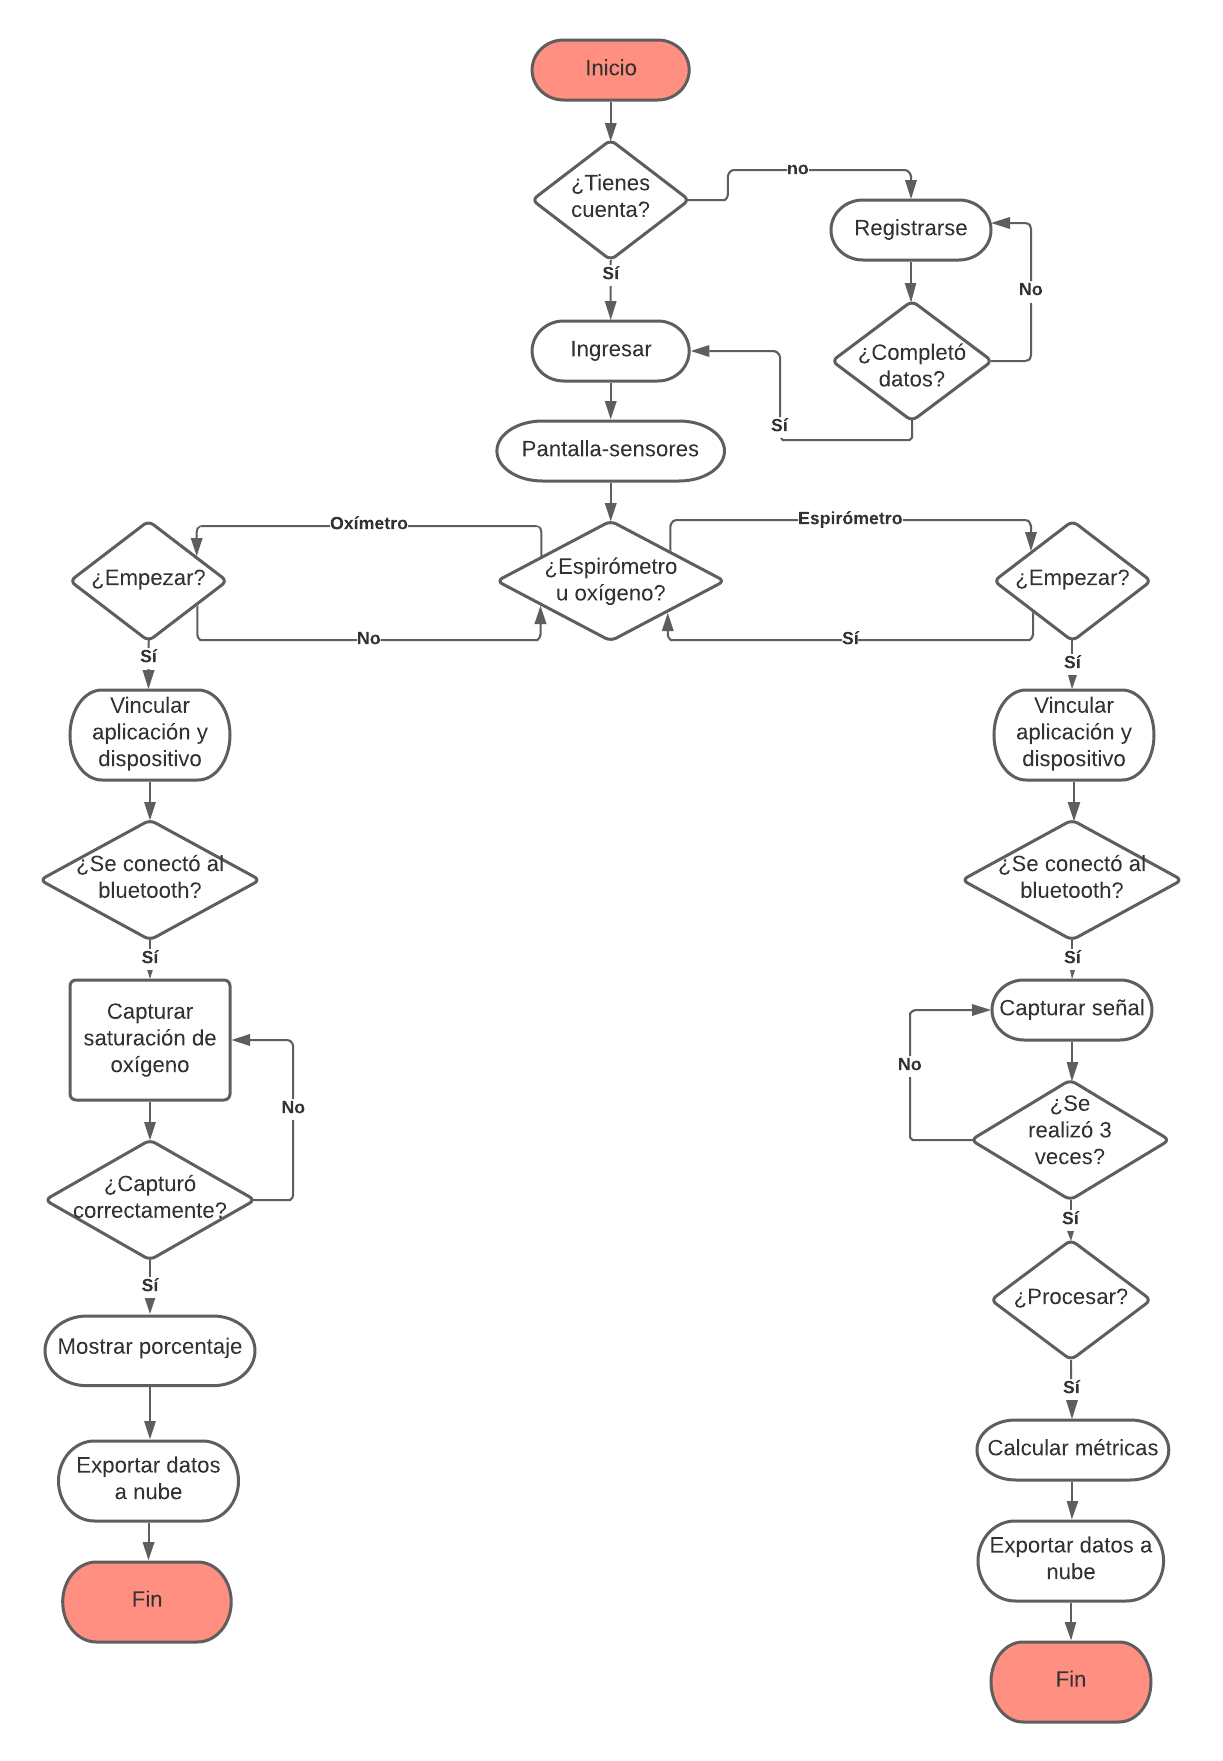 Inicio
¿Tienes
cuenta?
no
Registrarse
Sí
No
Ingresar
¿Completó
datos?
Sí
Pantalla-sensores
Oxímetro
Espirómetro
¿Empezar?
¿Espirómetro
u oxígeno?
¿Empezar?
No
Sí
Sí
Sí
Vincular
aplicación y
dispositivo
Vincular
aplicación y
dispositivo
¿Se conectó al
bluetooth?
¿Se conectó al
bluetooth?
Sí
Sí
Capturar
saturación de
oxígeno
Capturar señal
No
No
¿Se
realizó 3
veces?
¿Capturó
correctamente?
Sí
Sí
¿Procesar?
Mostrar porcentaje
Sí
Calcular métricas
Exportar datos
a nube
Exportar datos a
nube
Fin
Fin